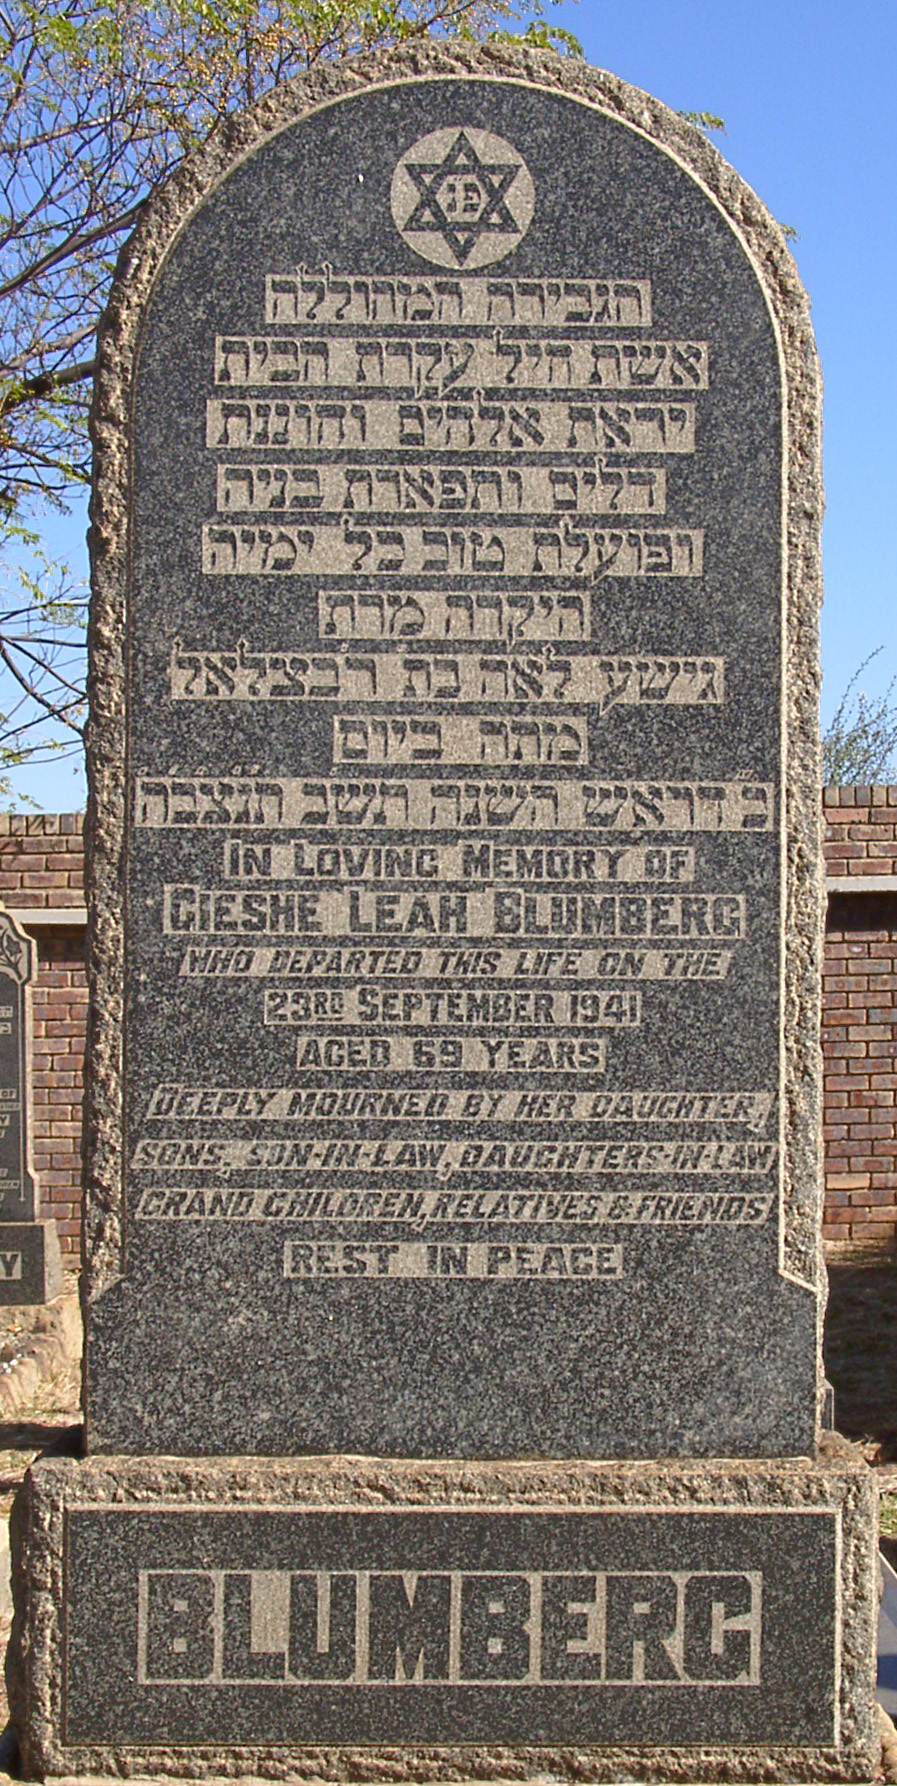 פ״נ
הגבירה המהוללה
אשת חיל עקרת הבית
יראת אלהים וחוננת
דלים ותפארת בניה
ופועלת טוב כל ימיה
היקרה מרת
גישע לאה בת ר׳ בצלאל
מתה ביום
ב׳ דראש השנה תש״ב תנצבה
IN LOVING MEMORY OF
GIESHE LEAH BLUMBERG
WHO DEPARTED THIS LIFE ON THE
23RD SEPTEMBER 1941
AGED 69 YEARS
DEEPLY MOURNED BY HER DAUGHTER,
SONS, SON-IN-LAW, DAUGHTERS-IN-LAW
GRAND CHILDREN, RELATIVES & FRIENDS
REST IN PEACE
BLUMBERG